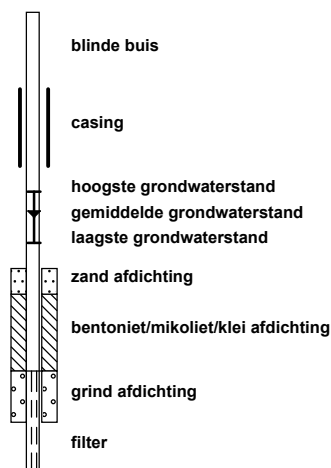 blinde buis
casing
hoogste grondwaterstand
gemiddelde grondwaterstand
laagste grondwaterstand
zand afdichting
bentoniet/mikoliet/klei afdichting
grind afdichting
filter